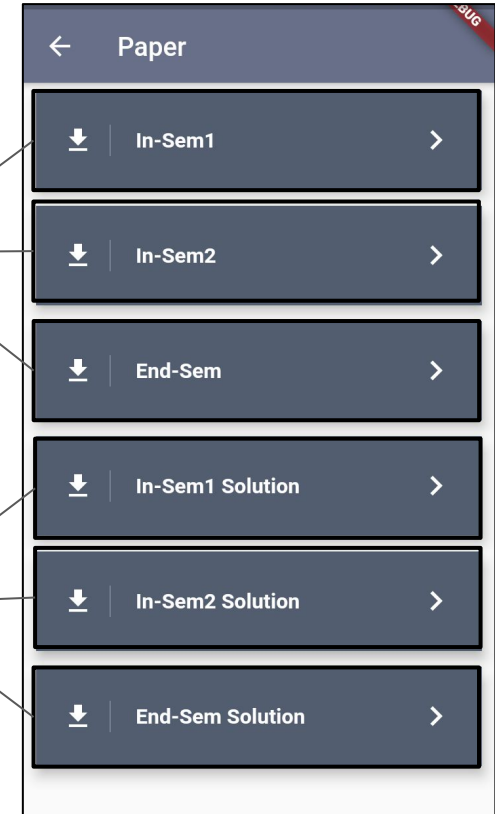 Paper
In-Sem1
In-Sem2
End-Sem
In-Sem1 Solution
In-Sem2 Solution
End-Sem Solution